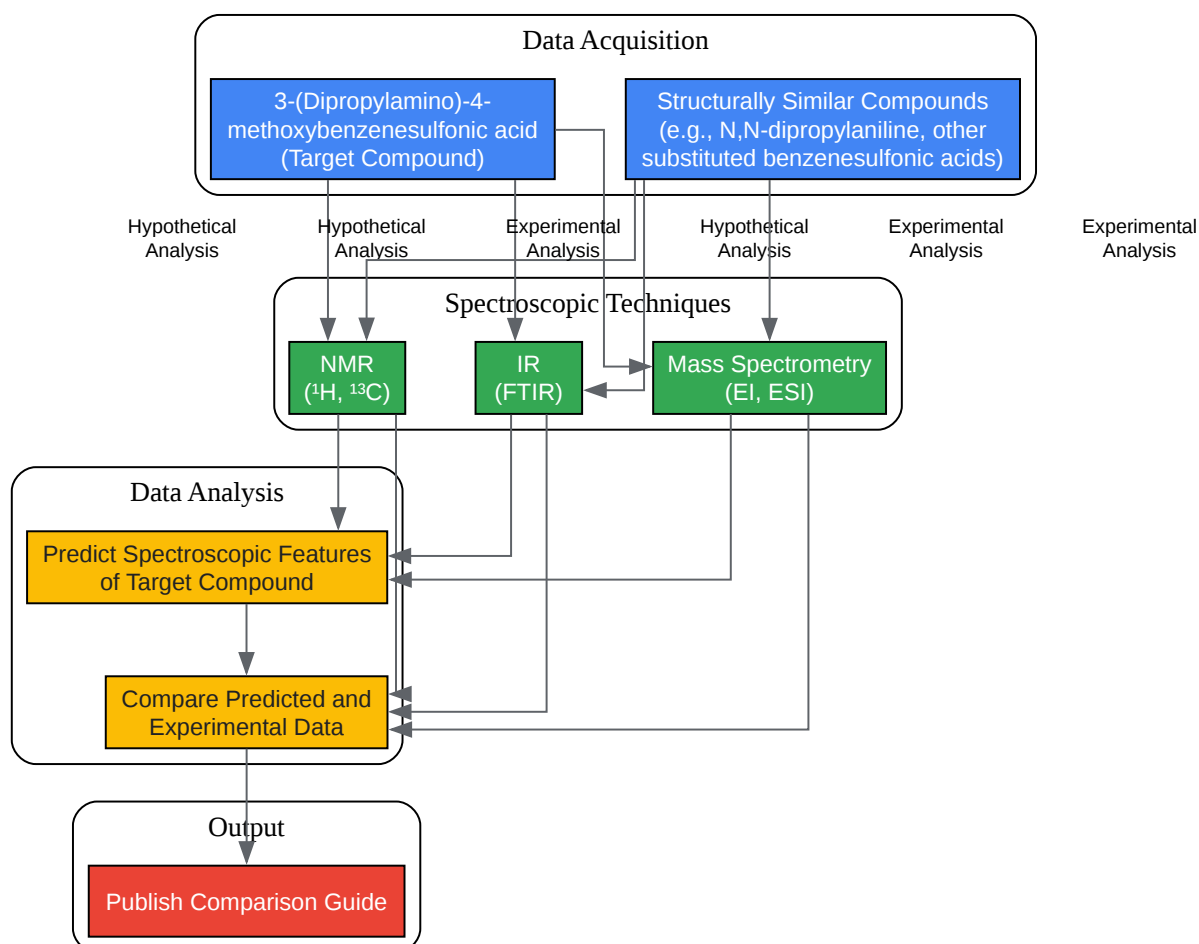 Data Acquisition
3-(Dipropylamino)-4-
methoxybenzenesulfonic acid
(Target Compound)
Structurally Similar Compounds
(e.g., N,N-dipropylaniline, other
substituted benzenesulfonic acids)
Hypothetical
Analysis
Hypothetical
Analysis
Experimental
Analysis
Hypothetical
Analysis
Experimental
Analysis
Experimental
Analysis
Spectroscopic Techniques
NMR
(¹H, ¹³C)
IR
(FTIR)
Mass Spectrometry
(EI, ESI)
Data Analysis
Predict Spectroscopic Features
of Target Compound
Compare Predicted and
Experimental Data
Output
Publish Comparison Guide